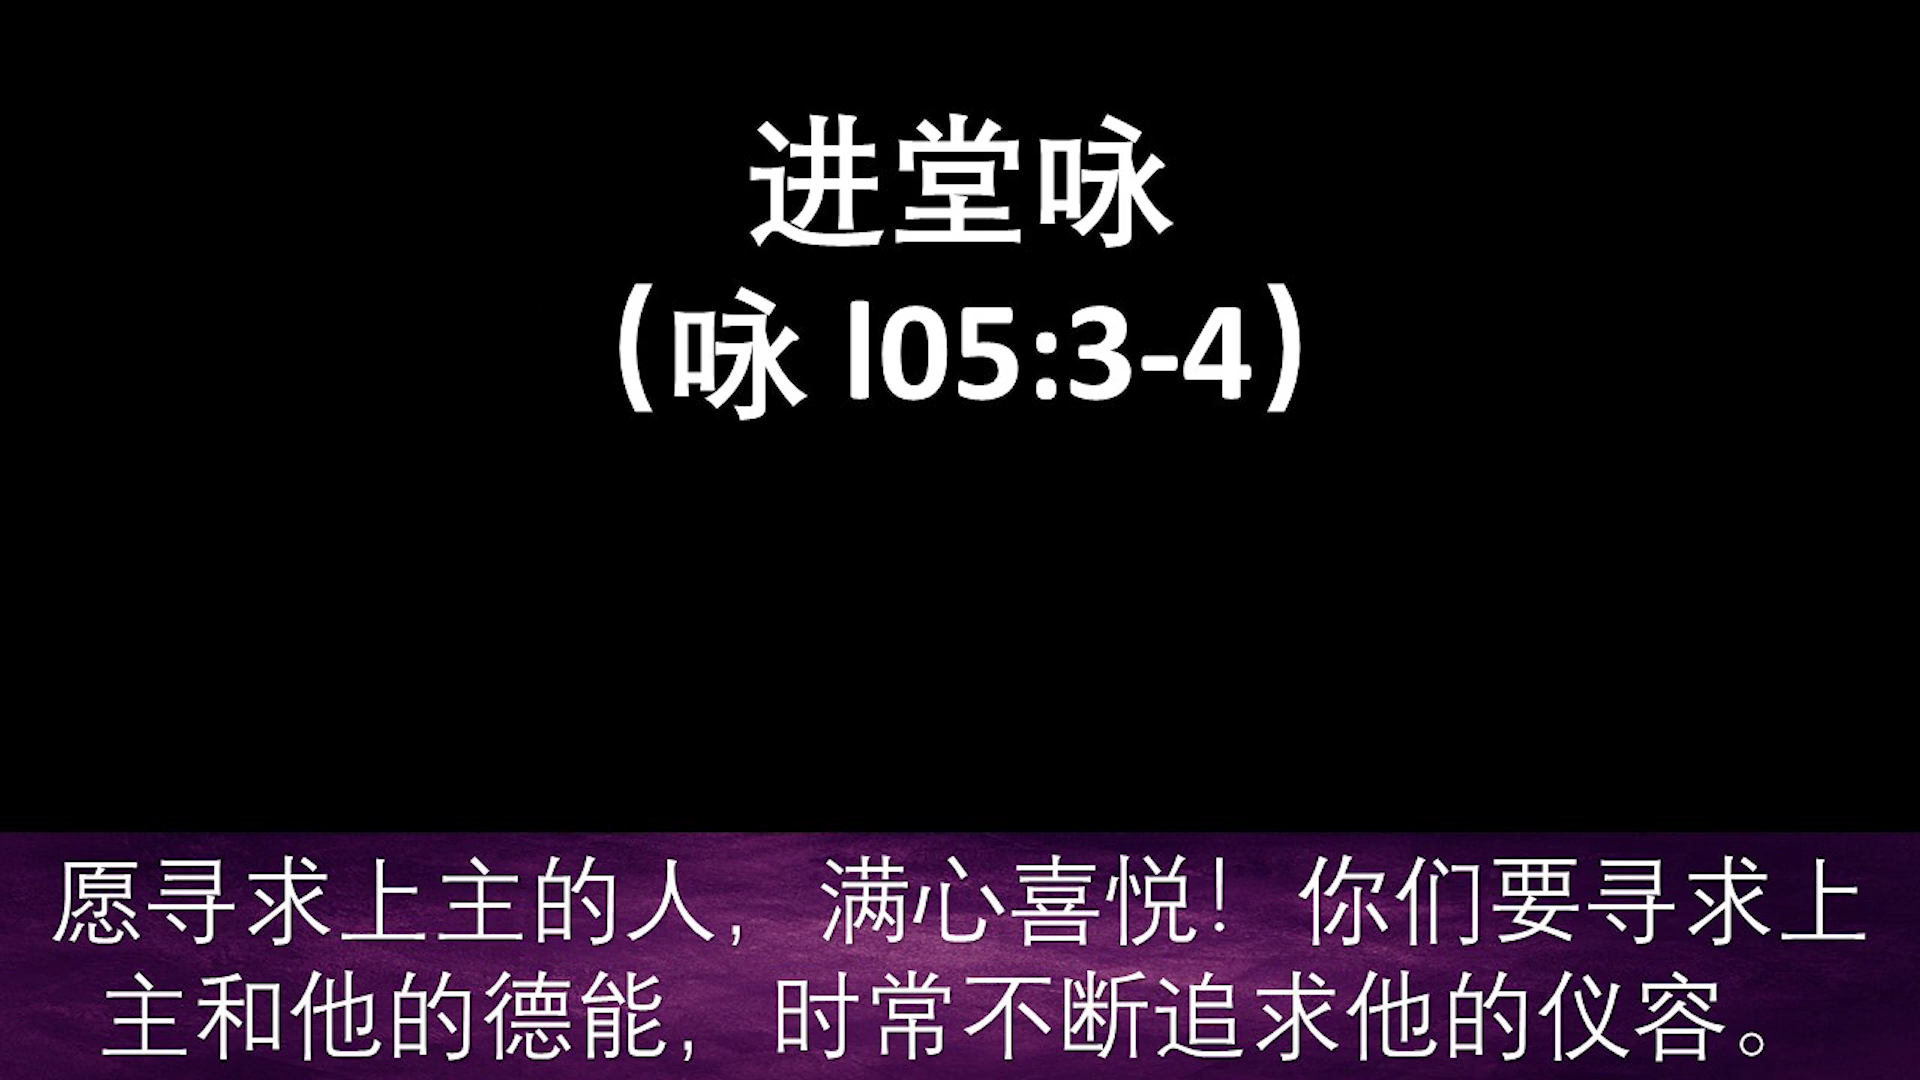 进堂咏
(咏 l05:3-4)
愿寻求上主的人，满心喜悦！你们要寻求上
主和他的德能，时常不断追求他的仪容。